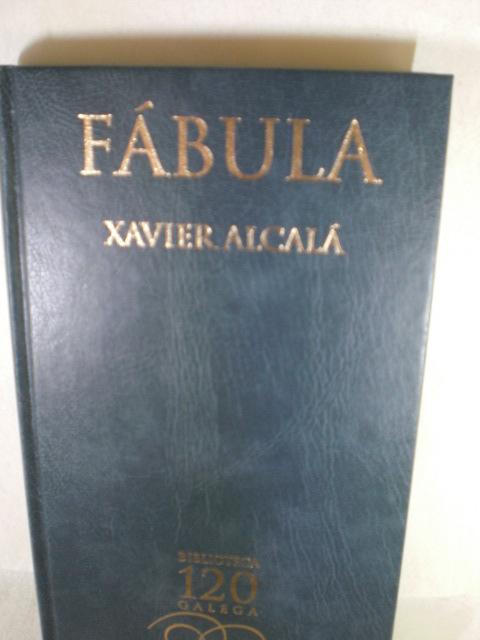 FÁBULA
XAVIER ALCALÁ
BIBLIOTECA
120
GALEGA